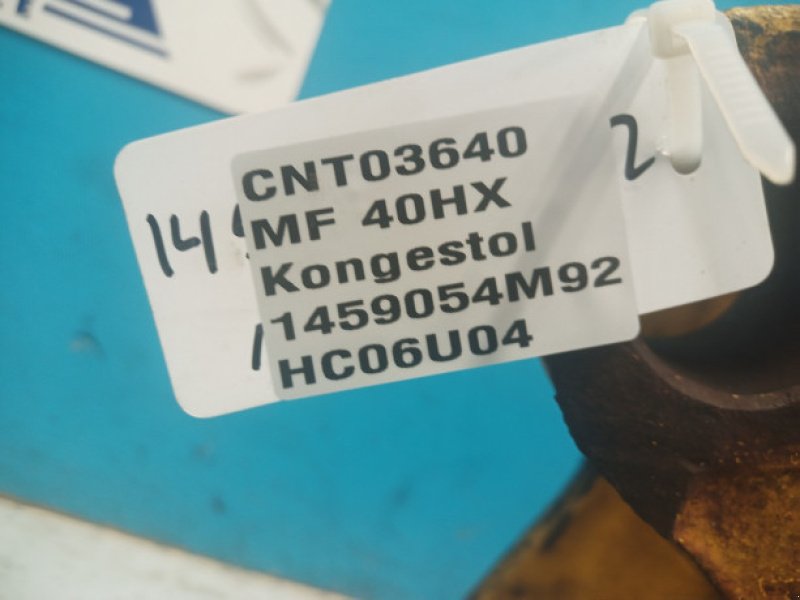 CNT03640
MF 40HX
Kongestol
1459054M92
HC06U04